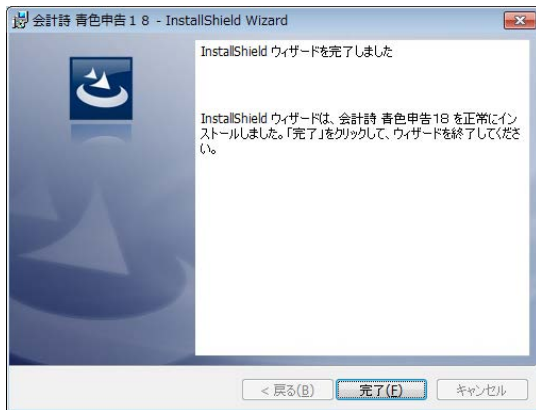 会計詩 青色申告１８ - InstallShield Wizard
InstallShield ウィザードを完了しました
InstallShield ウィザードは、会計詩 青色申告18 を正常にイン
ストールしました。「完了」をクリックして、ウィザードを終了してくださ
い。
< 戻る(B)
完了(F)
キャンセル